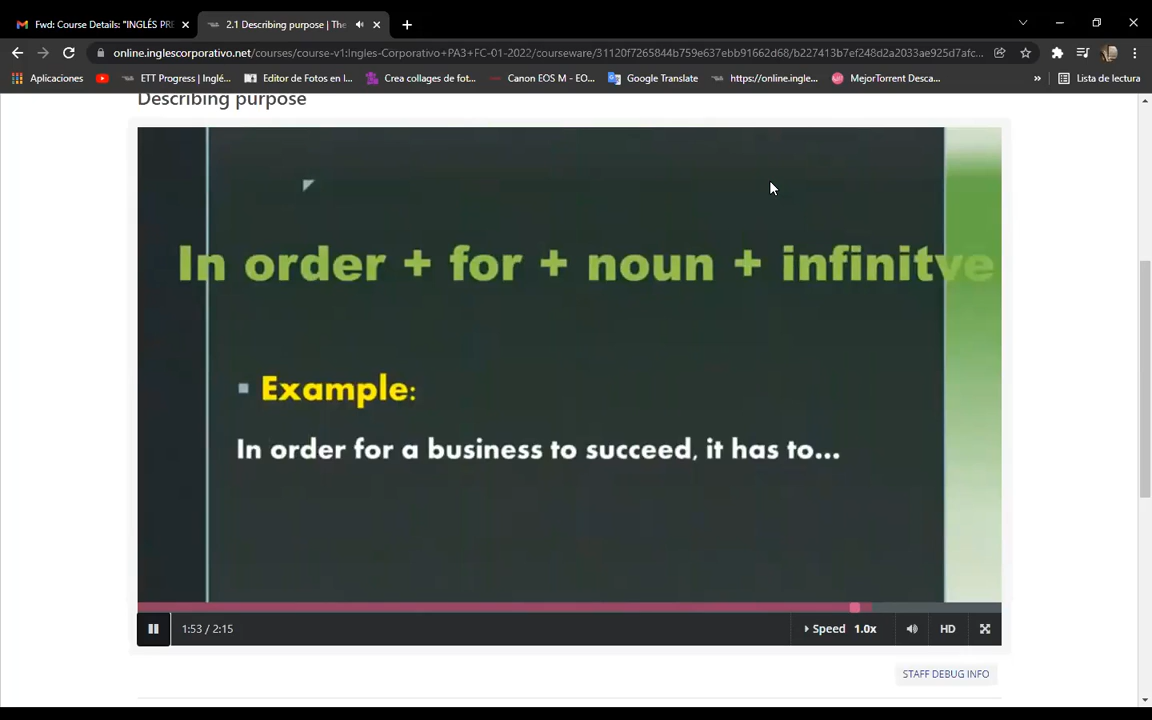 Fwd: Course Details: "INGLÉS PRE
2.1 Describing purpose | The
online.inglescorporativo.net/courses/course-v1:Ingles-Corporativo+PA3+FC-01-2022/courseware/31120f7265844b759e637ebb91662d68/b227413b7ef248d2a2033ae925d7afc...
Aplicaciones
ETT Progress | Inglé...
Editor de Fotos en l...
Crea collages de fot...
Canon EOS M - EO...
Google Translate
https://online.ingle...
MejorTorrent Desca...
»
Lista de lectura
Describing purpose
In order + for + noun + infinitve
Example:
In order for a business to succeed, it has to...
1:53 / 2:15
Speed 1.0x
HD
STAFF DEBUG INFO